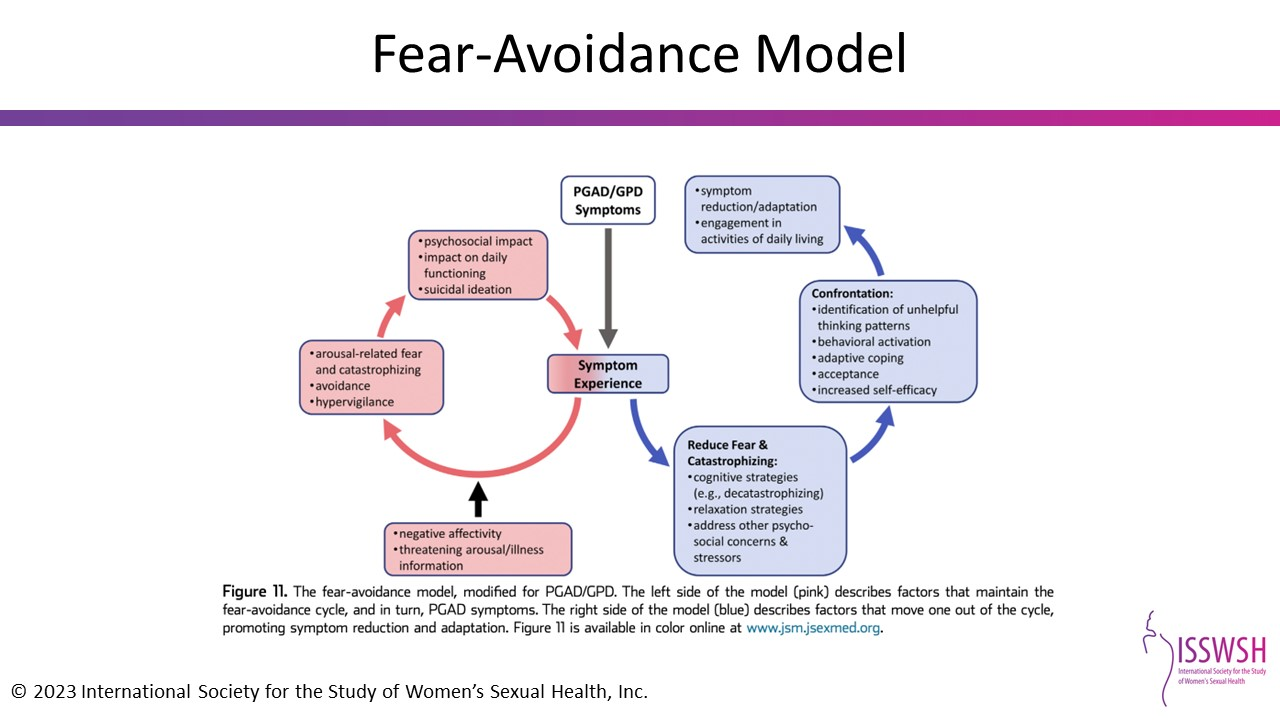 Fear-Avoidance Model
PGAD/GPD
Symptoms
•symptom
reduction/adaptation
•engagement in
activities of daily living
•psychosocial impact
•impact on daily
functioning
•suicidal ideation
Confrontation:
•identification of unhelpful
thinking patterns
•behavioral activation
•adaptive coping
•acceptance
•increased self-efficacy
•arousal-related fear
and catastrophizing
•avoidance
•hypervigilance
Symptom
Experience
Reduce Fear &
Catastrophizing:
•cognitive strategies
(e.g., decatastrophizing)
•relaxation strategies
•address other psycho-
social concerns &
stressors
•negative affectivity
•threatening arousal/illness
information
Figure 11. The fear-avoidance model, modified for PGAD/GPD. The left side of the model (pink) describes factors that maintain the
fear-avoidance cycle, and in turn, PGAD symptoms. The right side of the model (blue) describes factors that move one out of the cycle,
promoting symptom reduction and adaptation. Figure 11 is available in color online at www.jsm.jsexmed.org.
ISSWSH
International Society for the Study
of Women's Sexual Health
© 2023 International Society for the Study of Women's Sexual Health, Inc.